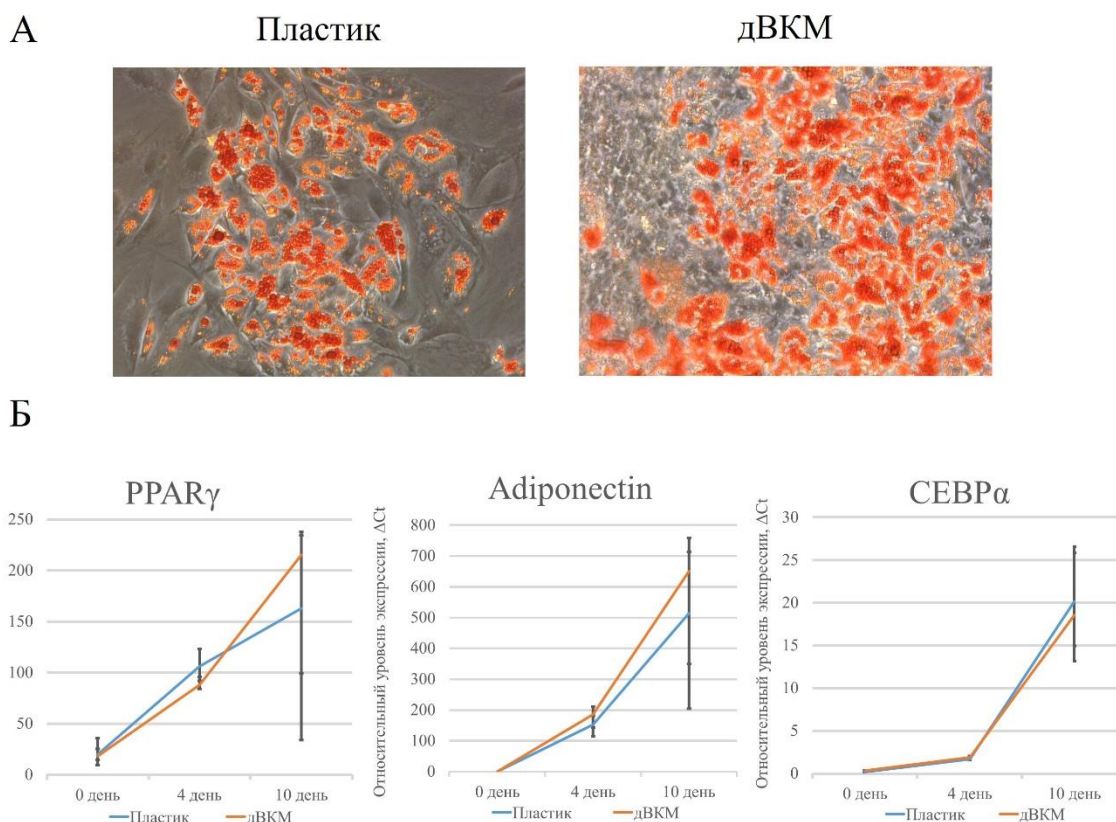 А
Пластик
дВКМ
Б
PPARγ
250
200
150
100
50
0
0 день
4 день
10 день
Пластик
дВКМ
Adiponectin
Относительный уровень экспрессии, ΔCt
800
700
600
500
400
300
200
100
0
0 день
4 день
10 день
Пластик
дВКМ
CEBPα
Относительный уровень экспрессии, ΔCt
30
25
20
15
10
5
0
0 день
4 день
10 день
Пластик
дВКМ